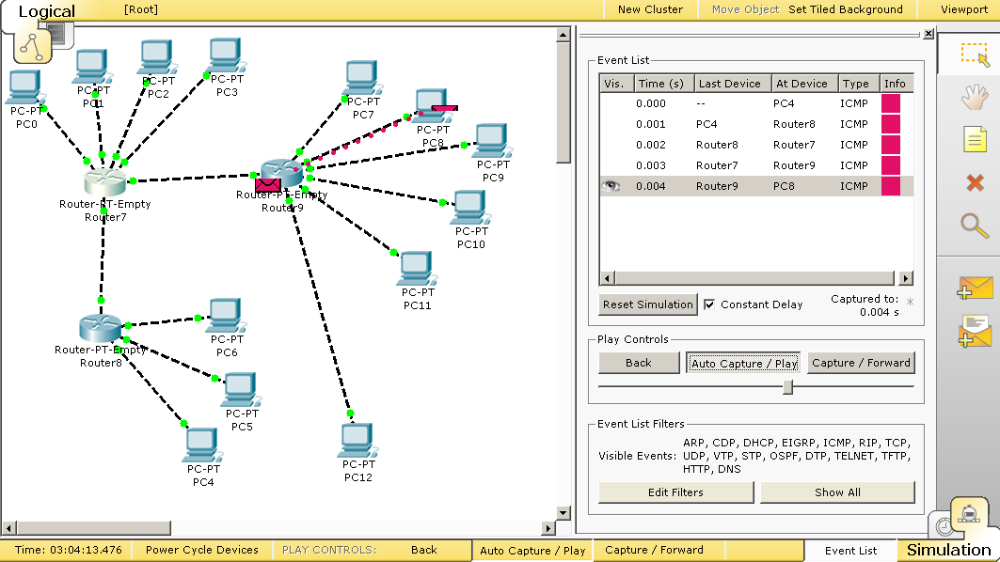 Logical
[Root]
New Cluster
Move Object
Set Tiled Background
Viewport
PC-PT
PC0
PC-PT
PC1
PC-PT
PC2
PC-PT
PC3
PC-PT
PC7
PC-PT
PC8
PC-PT
PC9
Router-PT-Empty
Router7
Router-PT-Empty
Router9
PC-PT
PC10
PC-PT
PC11
Router-PT-Empty
Router8
PC-PT
PC6
PC-PT
PC5
PC-PT
PC4
PC-PT
PC12
Event List
Vis. Time (s) Last Device At Device Type Info
0.000 -- PC4 ICMP
0.001 PC4 Router8 ICMP
0.002 Router8 Router7 ICMP
0.003 Router7 Router9 ICMP
0.004 Router9 PC8 ICMP
Reset Simulation
Constant Delay
Captured to:
0.004 s
*
Play Controls
Back
Auto Capture / Play
Capture / Forward
Event List Filters
Visible Events:
ARP, CDP, DHCP, EIGRP, ICMP, RIP, TCP,
UDP, VTP, STP, OSPF, DTP, TELNET, TFTP,
HTTP, DNS
Edit Filters
Show All
Time: 03:04:13.476
Power Cycle Devices
PLAY CONTROLS:
Back
Auto Capture / Play
Capture / Forward
Event List
Simulation